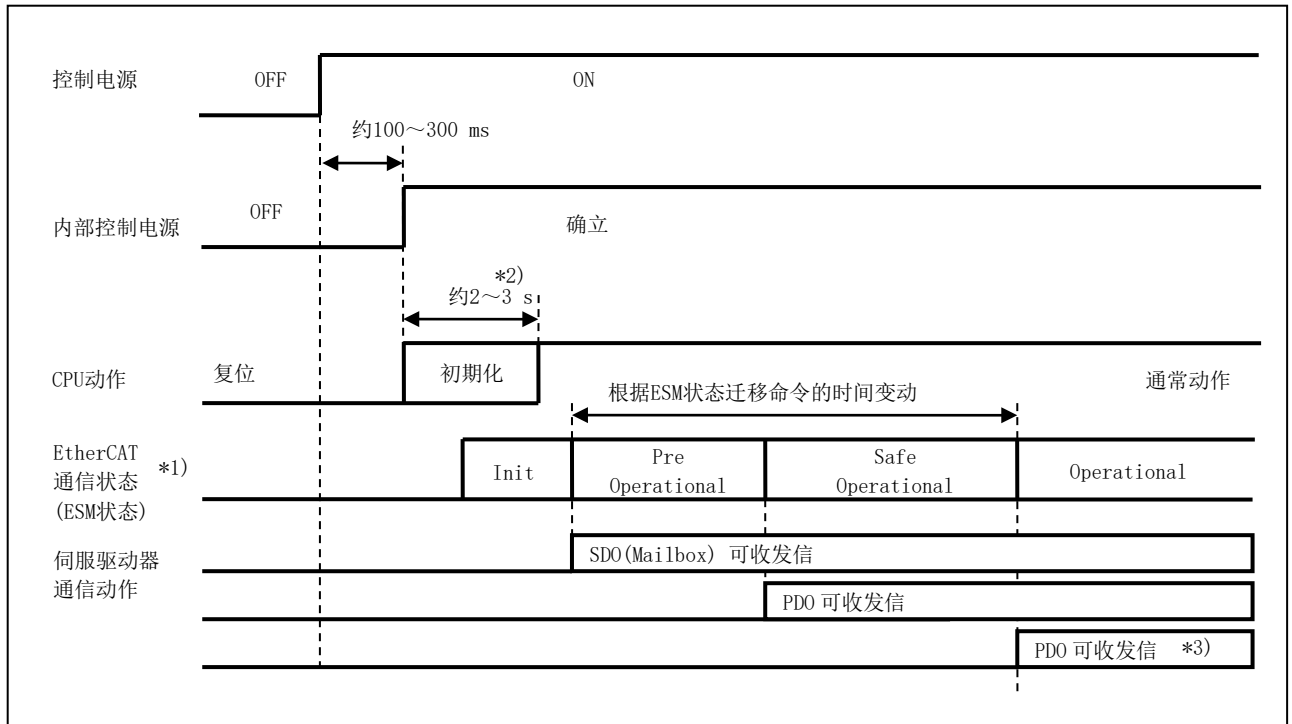 控制电源 OFF ON
约100～300 ms
内部控制电源 OFF 确立
*2)
约2～3 s
CPU动作 复位 初期化 通常动作
根据ESM状态迁移命令的时间变动
EtherCAT
通信状态 *1)
(ESM状态)
Init
Pre
Operational
Safe
Operational
Operational
伺服驱动器
通信动作
SDO(Mailbox) 可收发信
PDO 可收发信
PDO 可收发信 *3)